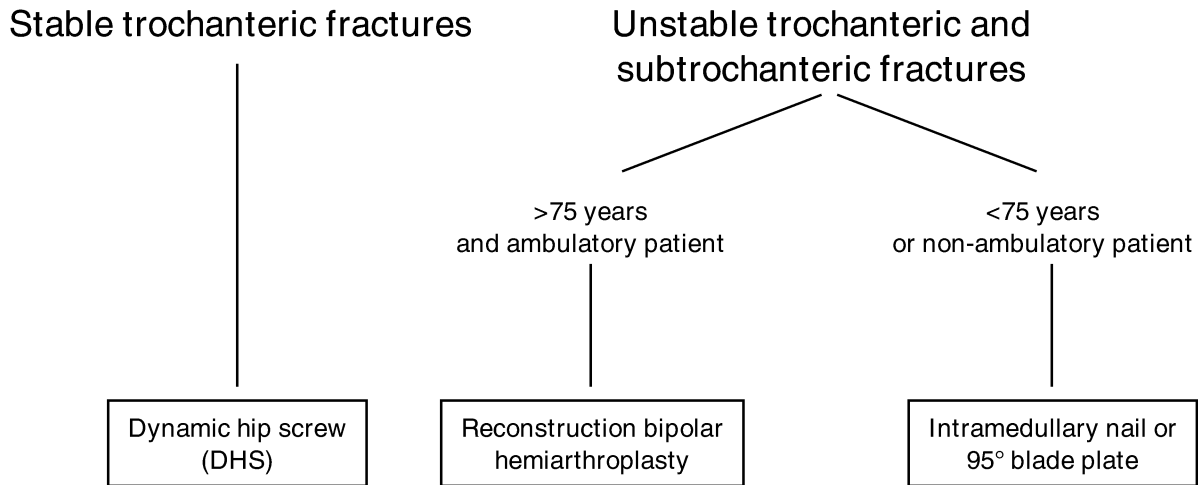 Stable trochanteric fractures
Unstable trochanteric and
subtrochanteric fractures
>75 years
and ambulatory patient
<75 years
or non-ambulatory patient
Dynamic hip screw
(DHS)
Reconstruction bipolar
hemiarthroplasty
Intramedullary nail or
95° blade plate